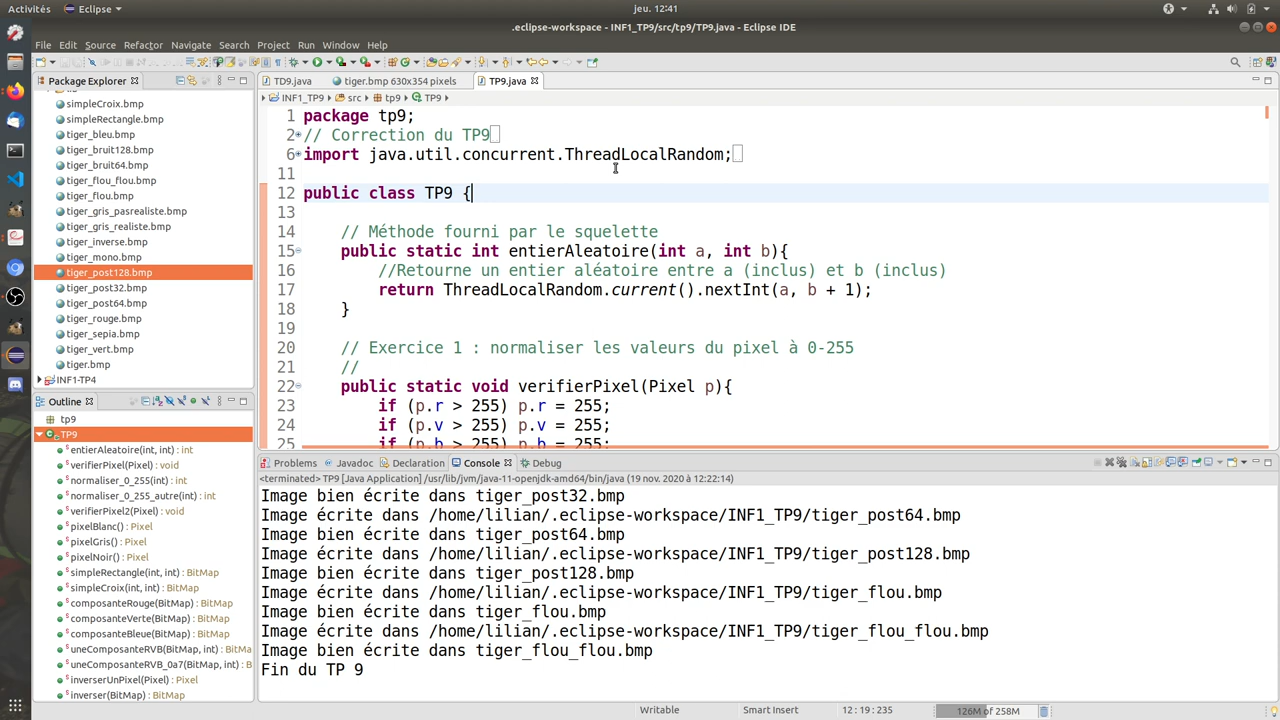 Activités Eclipse jeu. 12:41
.eclipse-workspace - INF1_TP9/src/tp9/TP9.java - Eclipse IDE
File Edit Source Refactor Navigate Search Project Run Window Help
Package Explorer
simpleCroix.bmp
simpleRectangle.bmp
tiger_bleu.bmp
tiger_bruit128.bmp
tiger_bruit64.bmp
tiger_flou_flou.bmp
tiger_flou.bmp
tiger_gris_pasrealiste.bmp
tiger_gris_realiste.bmp
tiger_inverse.bmp
tiger_mono.bmp
tiger_post128.bmp
tiger_post32.bmp
tiger_post64.bmp
tiger_rouge.bmp
tiger_sepia.bmp
tiger_vert.bmp
tiger.bmp
INF1-TP4
Outline
tp9
TP9
entierAleatoire(int, int) : int
verifierPixel(Pixel) : void
normaliser_0_255(int) : int
normaliser_0_255_autre(int) : int
verifierPixel2(Pixel) : void
pixelBlanc() : Pixel
pixelGris() : Pixel
pixelNoir() : Pixel
simpleRectangle(int, int) : BitMap
simpleCroix(int, int) : BitMap
composanteRouge(BitMap) : BitMap
composanteVerte(BitMap) : BitMap
composanteBleue(BitMap) : BitMap
uneComposanteRVB(BitMap, int) : BitMa
uneComposanteRVB_0a7(BitMap, int) : B
inverserUnPixel(Pixel) : Pixel
inverser(BitMap) : BitMap
TD9.java tiger.bmp 630x354 pixels TP9.java
INF1_TP9 src tp9 TP9
1 package tp9;
2 // Correction du TP9
6 import java.util.concurrent.ThreadLocalRandom;
11
12 public class TP9 {
13
14 // Méthode fourni par le squelette
15 public static int entierAleatoire(int a, int b){
16 //Retourne un entier aléatoire entre a (inclus) et b (inclus)
17 return ThreadLocalRandom.current().nextInt(a, b + 1);
18 }
19
20 // Exercice 1 : normaliser les valeurs du pixel à 0-255
21 //
22 public static void verifierPixel(Pixel p){
23 if (p.r > 255) p.r = 255;
24 if (p.v > 255) p.v = 255;
25 if (p.b > 255) p.b = 255;
Problems Javadoc Declaration Console Debug
<terminated> TP9 [Java Application] /usr/lib/jvm/java-11-openjdk-amd64/bin/java (19 nov. 2020 à 12:22:14)
Image bien écrite dans tiger_post32.bmp
Image écrite dans /home/lilian/.eclipse-workspace/INF1_TP9/tiger_post64.bmp
Image bien écrite dans tiger_post64.bmp
Image écrite dans /home/lilian/.eclipse-workspace/INF1_TP9/tiger_post128.bmp
Image bien écrite dans tiger_post128.bmp
Image écrite dans /home/lilian/.eclipse-workspace/INF1_TP9/tiger_flou.bmp
Image bien écrite dans tiger_flou.bmp
Image écrite dans /home/lilian/.eclipse-workspace/INF1_TP9/tiger_flou_flou.bmp
Image bien écrite dans tiger_flou_flou.bmp
Fin du TP 9
Writable Smart Insert 12 : 19 : 235 126M of 258M